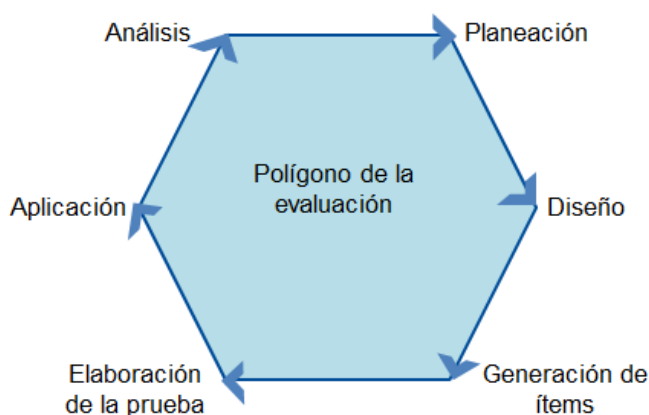 Análisis
Planeación
Polígono de la
evaluación
Aplicación
Diseño
Elaboración
de la prueba
Generación de
ítems